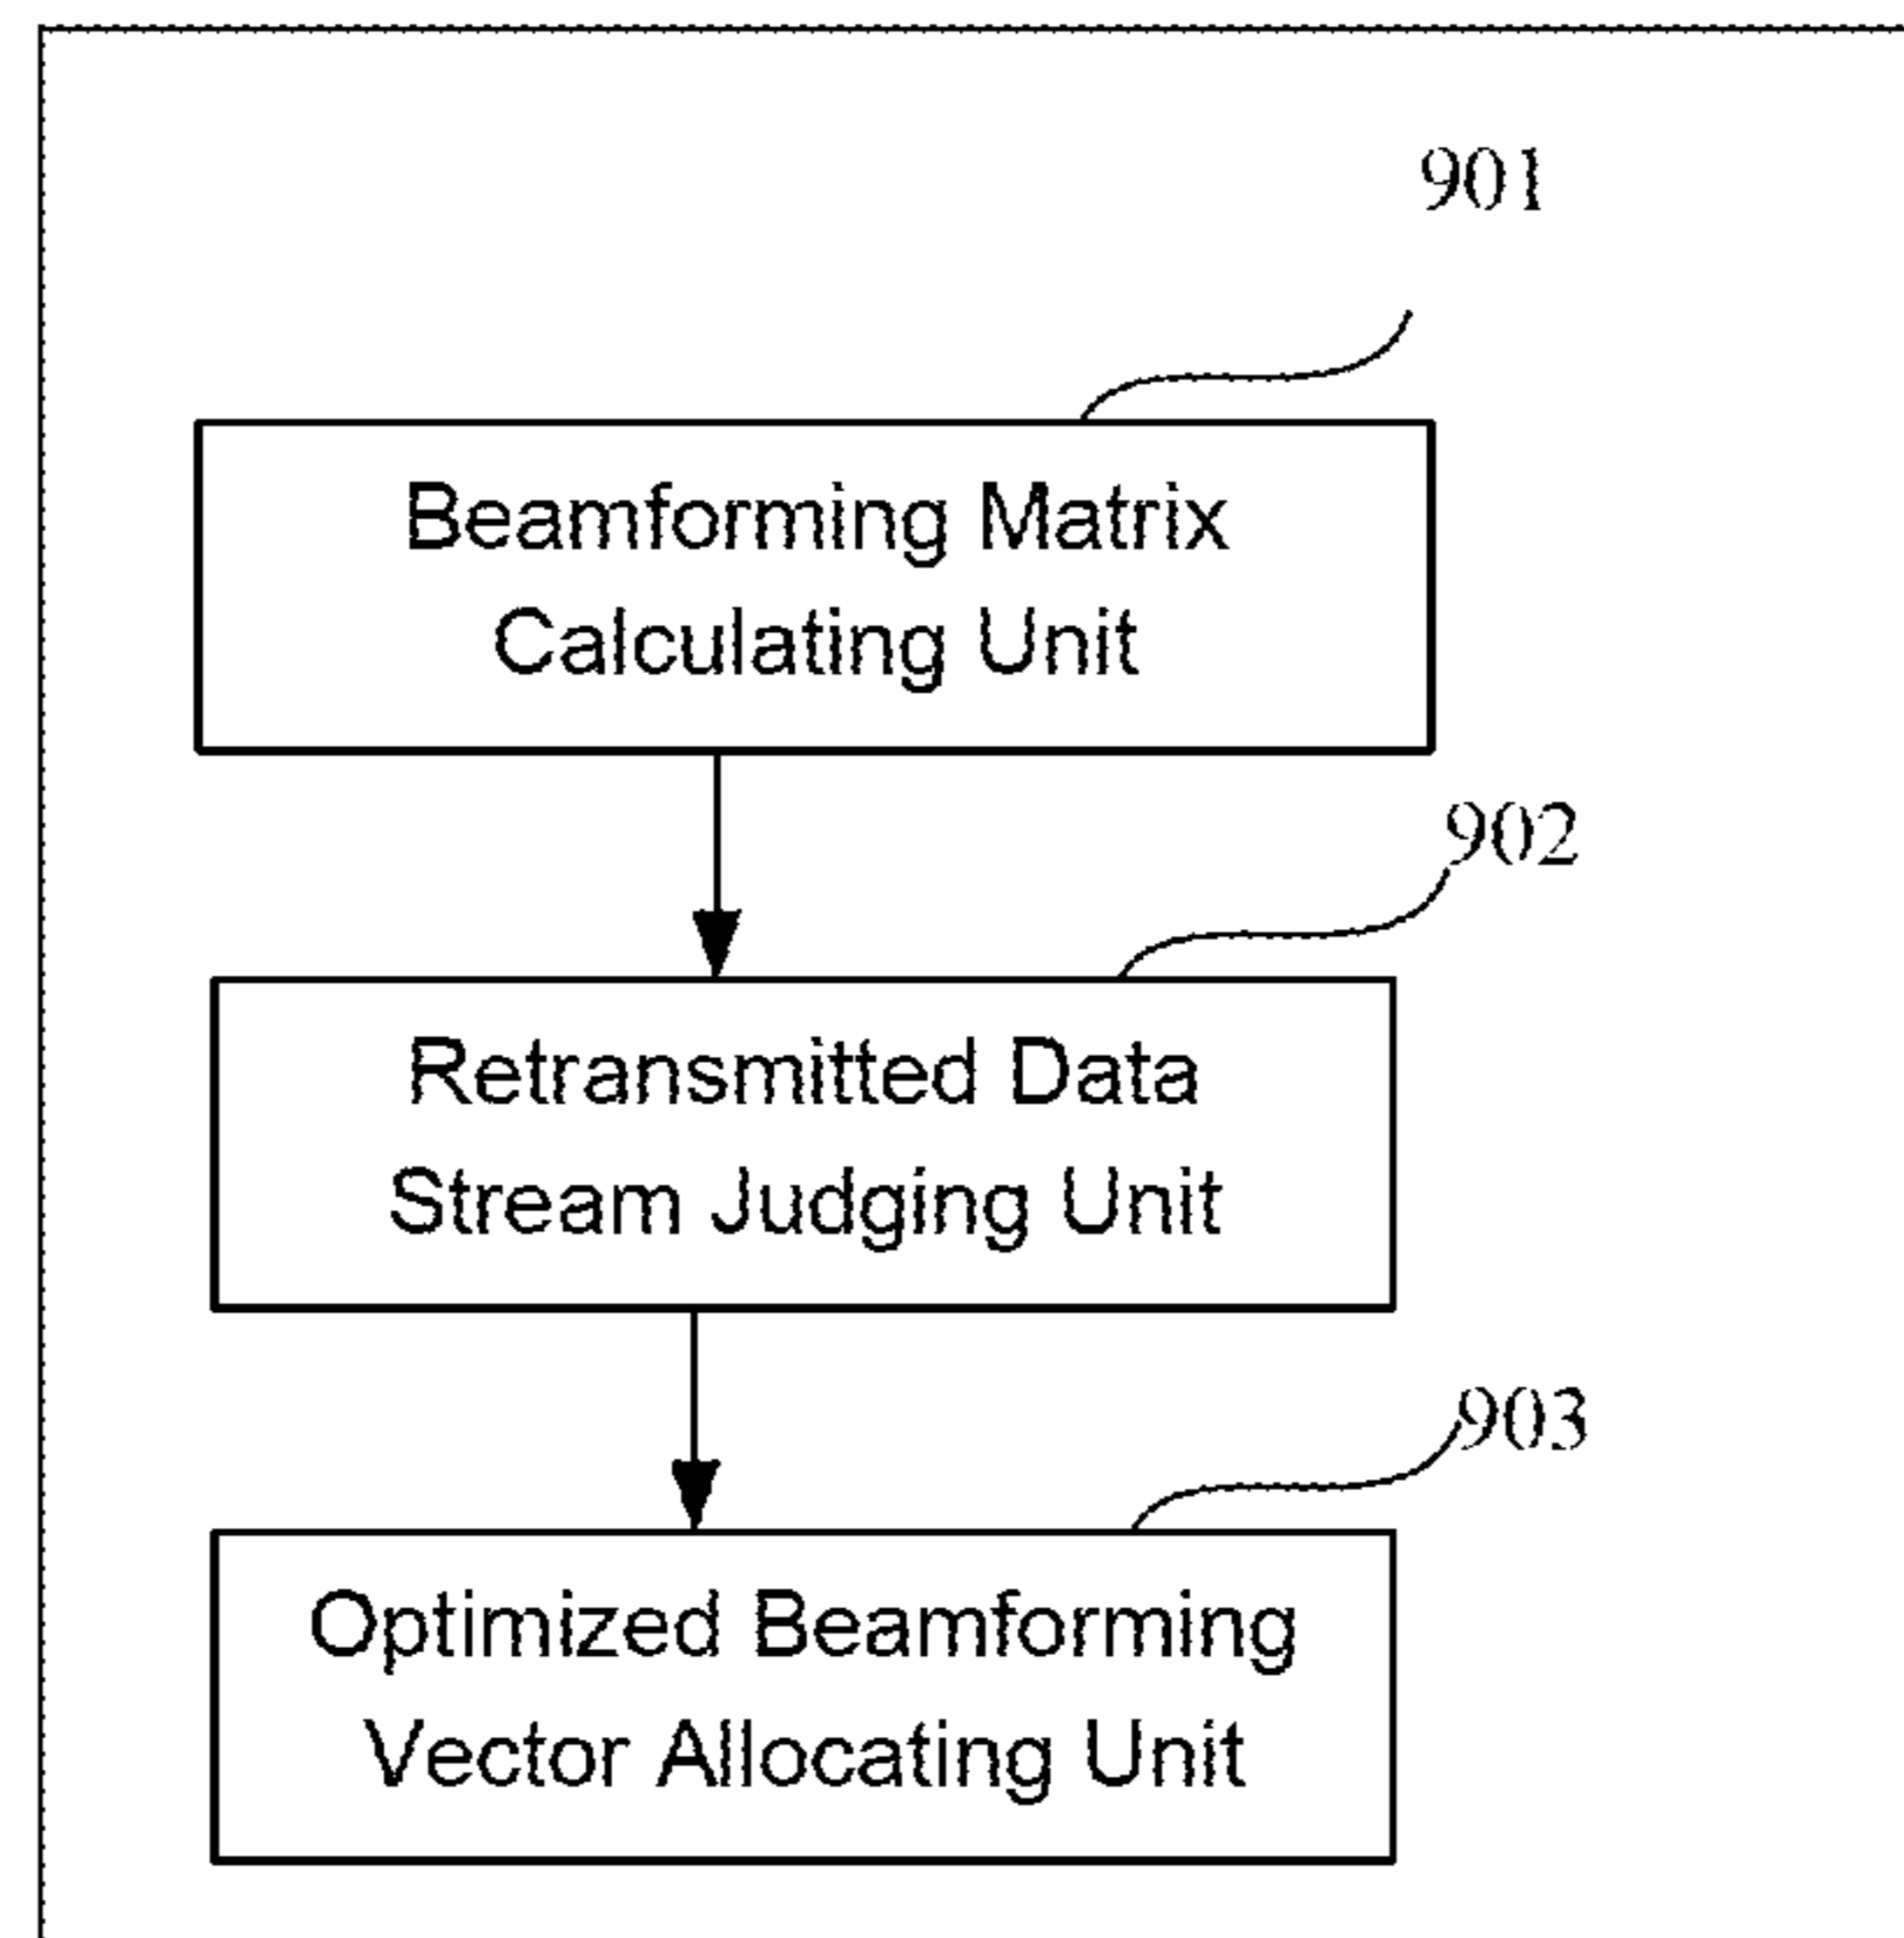 901
Beamforming Matrix
Calculating Unit
902
Retransmitted Data
Stream Judging Unit
903
Optimized Beamforming
Vector Allocating Unit